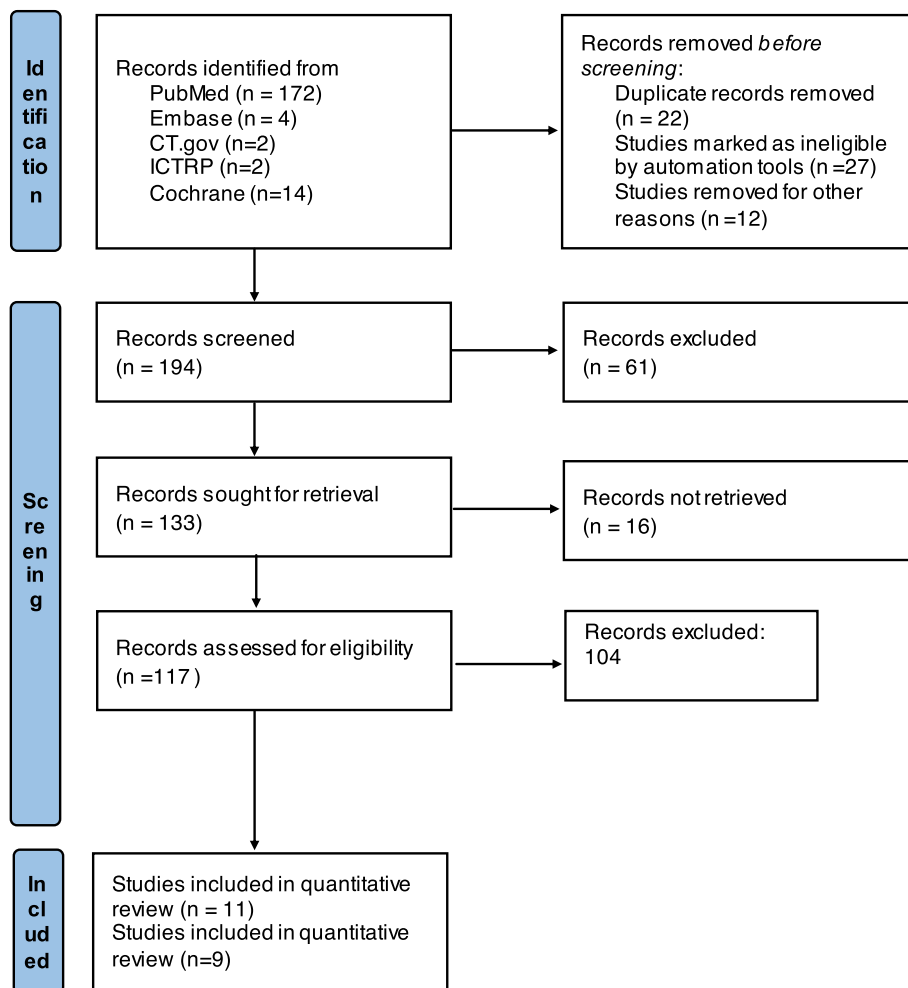 Id
en
tifi
ca
tio
n
Records identified from
PubMed (n = 172)
Embase (n = 4)
CT.gov (n=2)
ICTRP (n=2)
Cochrane (n=14)
Records removed before
screening:
Duplicate records removed
(n = 22)
Studies marked as ineligible
by automation tools (n =27)
Studies removed for other
reasons (n =12)
Sc
re
en
in
g
Records screened
(n = 194)
Records excluded
(n = 61)
Records sought for retrieval
(n = 133)
Records not retrieved
(n = 16)
Records assessed for eligibility
(n =117 )
Records excluded:
104
In
cl
ud
ed
Studies included in quantitative
review (n = 11)
Studies included in quantitative
review (n=9)